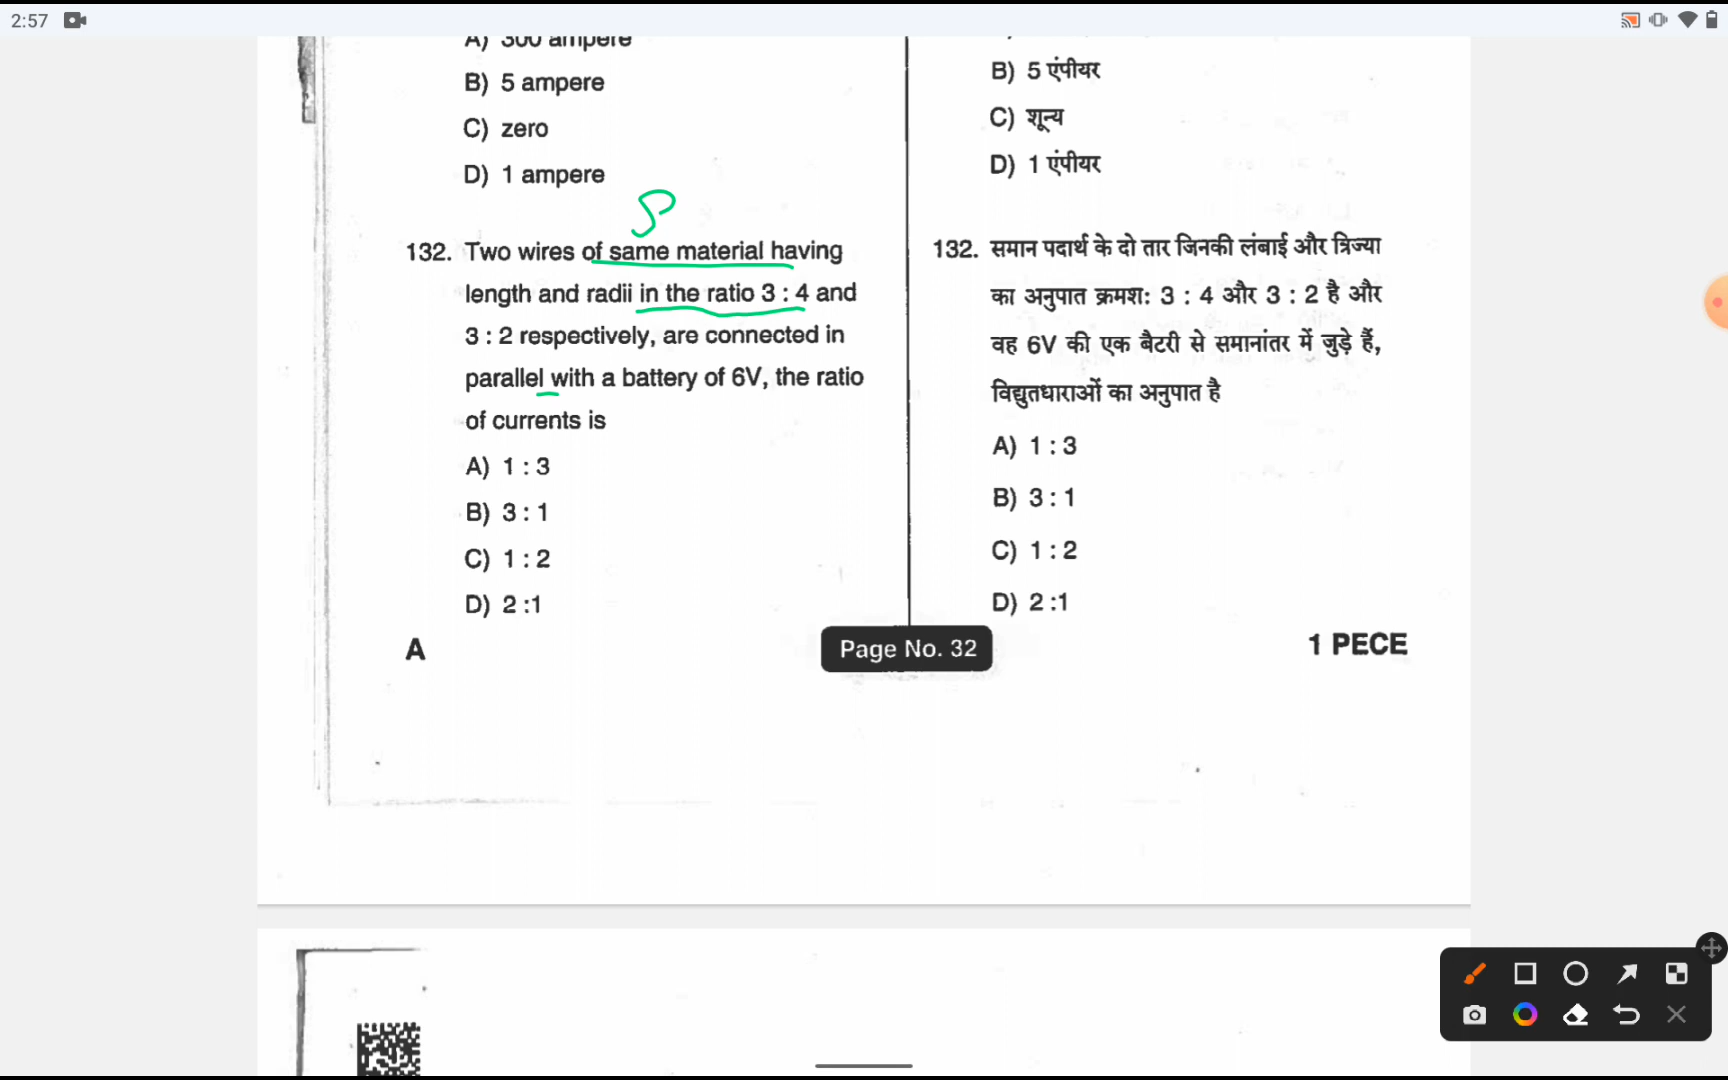 2:57
A) 300 ampere
B) 5 ampere
C) zero
D) 1 ampere
132. Two wires of same material having
length and radii in the ratio 3 : 4 and
3 : 2 respectively, are connected in
parallel with a battery of 6V, the ratio
of currents is
A) 1 : 3
B) 3 : 1
C) 1 : 2
D) 2 :1
A
B) 5 एंपीयर
C) शून्य
D) 1 एंपीयर
132. समान पदार्थ के दो तार जिनकी लंबाई और त्रिज्या
का अनुपात क्रमश: 3 : 4 और 3 : 2 है और
वह 6V की एक बैटरी से समानांतर में जुड़े हैं,
विद्युतधाराओं का अनुपात है
A) 1 : 3
B) 3 : 1
C) 1 : 2
D) 2 :1
Page No. 32
1 PECE